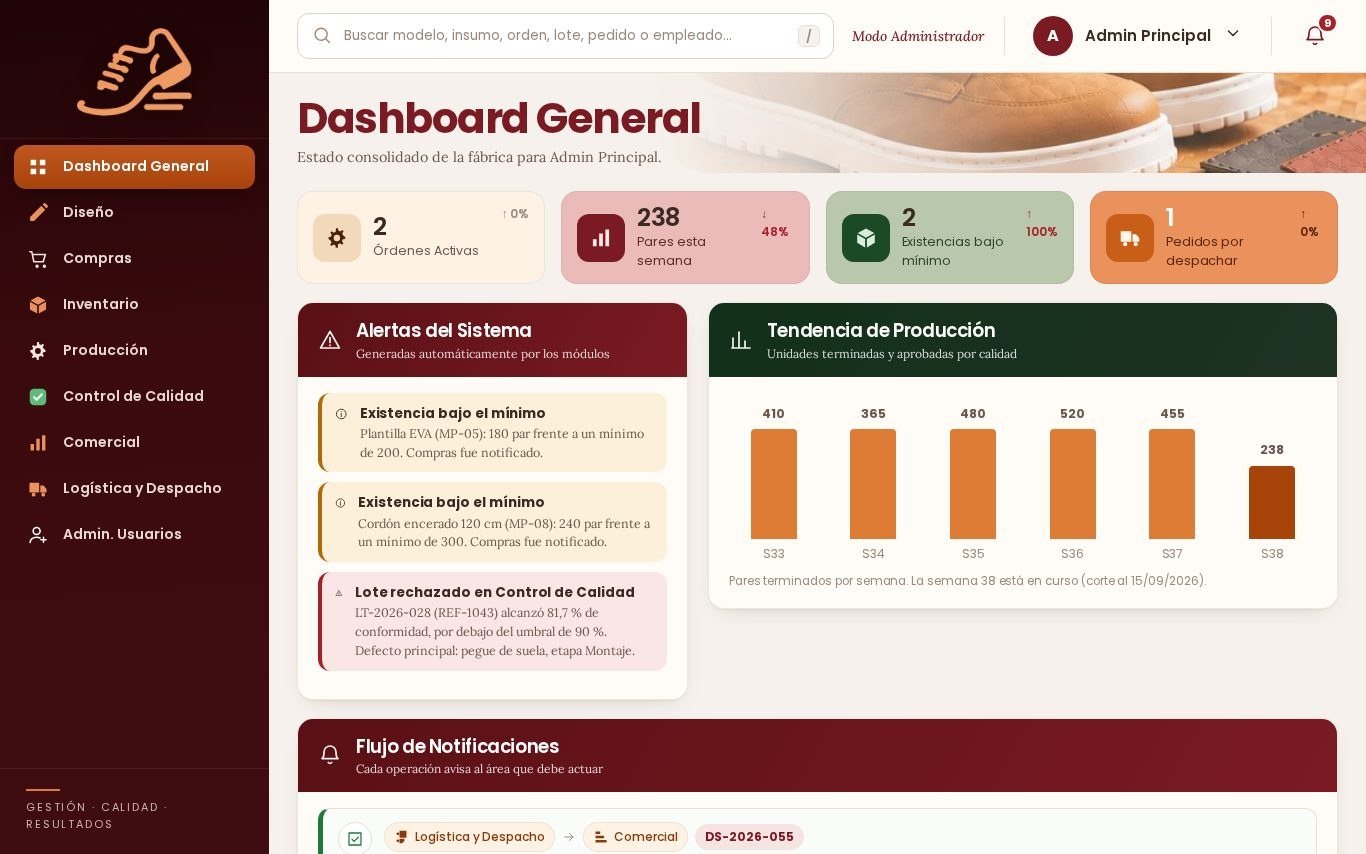 Buscar modelo, insumo, orden, lote, pedido o empleado...
/
Modo Administrador
A
Admin Principal
9
Dashboard General
Diseño
Compras
Inventario
Producción
Control de Calidad
Comercial
Logística y Despacho
Admin. Usuarios
GESTIÓN · CALIDAD ·
RESULTADOS
Dashboard General
Estado consolidado de la fábrica para Admin Principal.
2
Órdenes Activas
↑ 0%
238
Pares esta
semana
↓
48%
2
Existencias bajo
mínimo
↑
100%
1
Pedidos por
despachar
↑
0%
Alertas del Sistema
Generadas automáticamente por los módulos
Existencia bajo el mínimo
Plantilla EVA (MP-05): 180 par frente a un mínimo
de 200. Compras fue notificado.
Existencia bajo el mínimo
Cordón encerado 120 cm (MP-08): 240 par frente a
un mínimo de 300. Compras fue notificado.
Lote rechazado en Control de Calidad
LT-2026-028 (REF-1043) alcanzó 81,7 % de
conformidad, por debajo del umbral de 90 %.
Defecto principal: pegue de suela, etapa Montaje.
Tendencia de Producción
Unidades terminadas y aprobadas por calidad
410 365 480 520 455 238
S33 S34 S35 S36 S37 S38
Pares terminados por semana. La semana 38 está en curso (corte al 15/09/2026).
Flujo de Notificaciones
Cada operación avisa al área que debe actuar
Logística y Despacho → Comercial DS-2026-055